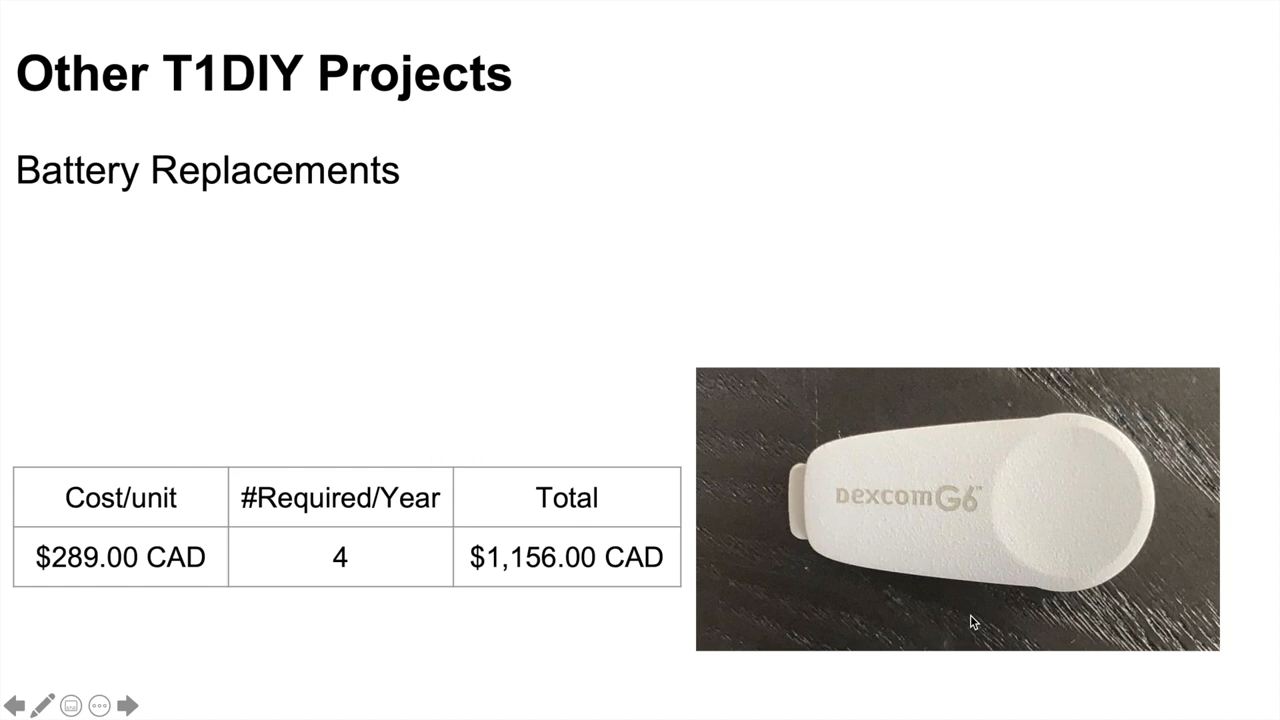 Other T1DIY Projects
Battery Replacements
Cost/unit #Required/Year Total
$289.00 CAD 4 $1,156.00 CAD
DexcomG6™